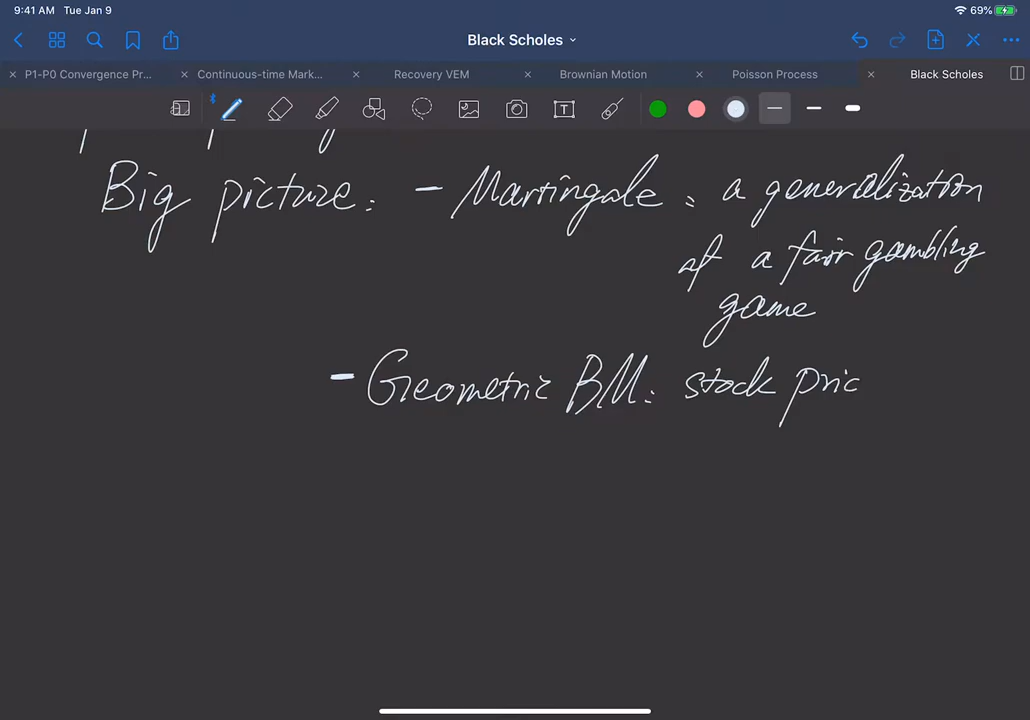 9:41 AM Tue Jan 9
69%
Black Scholes
P1-P0 Convergence Pr...
Continuous-time Mark...
Recovery VEM
Brownian Motion
Poisson Process
Black Scholes
Big picture: - Martingale: a generalization
of a fair gambling
game
- Geometric BM: stock pric